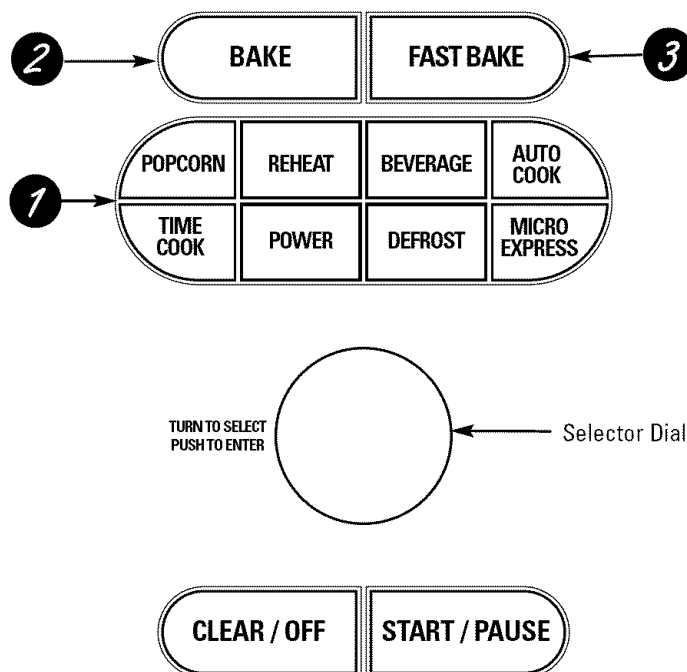 2
BAKE
FAST BAKE
3
POPCORN
REHEAT
BEVERAGE
AUTO
COOK
1
TIME
COOK
POWER
DEFROST
MICRO
EXPRESS
TURN TO SELECT
PUSH TO ENTER
Selector Dial
CLEAR / OFF
START / PAUSE